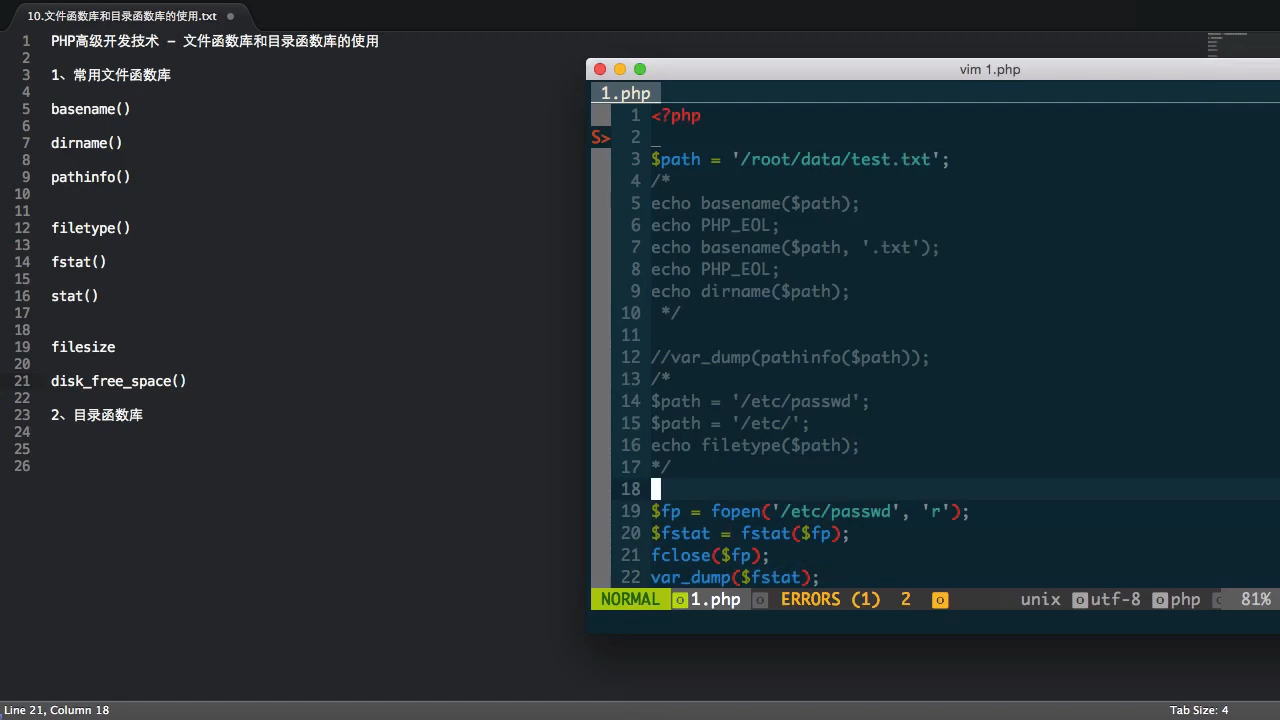 10.文件函数库和目录函数库的使用.txt
1 PHP高级开发技术 – 文件函数库和目录函数库的使用
2
3 1、常用文件函数库
4
5 basename()
6
7 dirname()
8
9 pathinfo()
10
11
12 filetype()
13
14 fstat()
15
16 stat()
17
18
19 filesize
20
21 disk_free_space()
22
23 2、目录函数库
24
25
26
Line 21, Column 18
Tab Size: 4
vim 1.php
1.php
1 <?php
S> 2 _
3 $path = '/root/data/test.txt';
4 /*
5 echo basename($path);
6 echo PHP_EOL;
7 echo basename($path, '.txt');
8 echo PHP_EOL;
9 echo dirname($path);
10 */
11
12 //var_dump(pathinfo($path));
13 /*
14 $path = '/etc/passwd';
15 $path = '/etc/';
16 echo filetype($path);
17 */
18
19 $fp = fopen('/etc/passwd', 'r');
20 $fstat = fstat($fp);
21 fclose($fp);
22 var_dump($fstat);
NORMAL 1.php ERRORS (1) 2 unix utf-8 php 81%